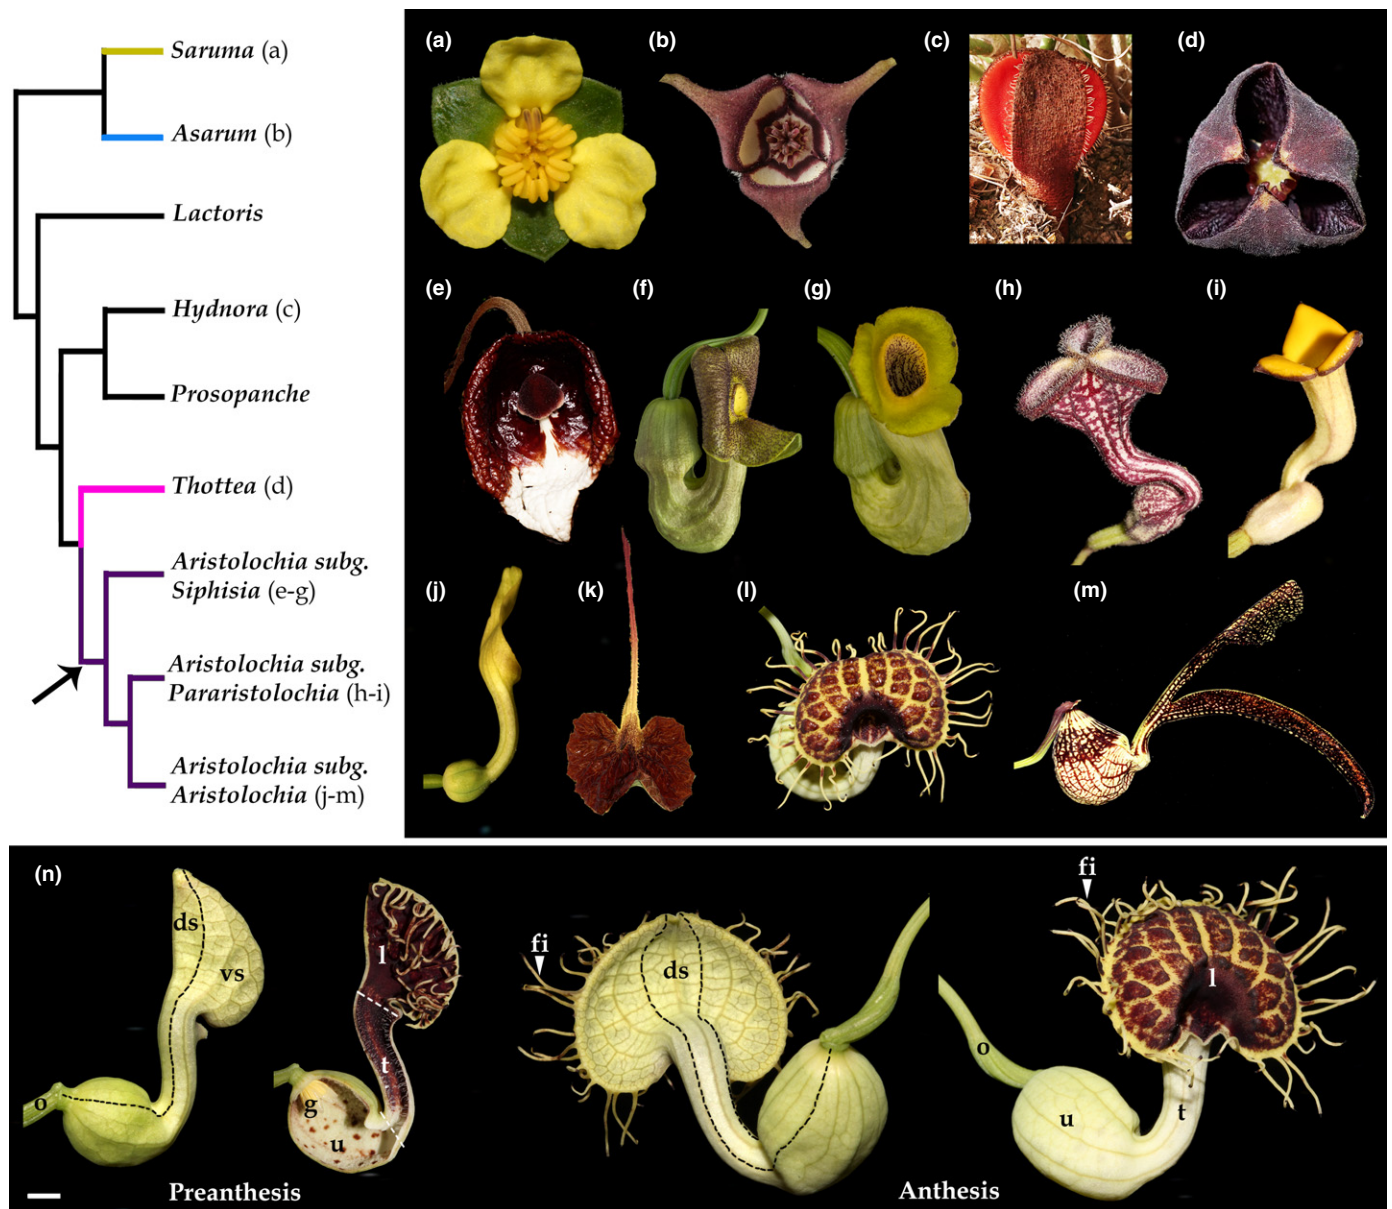 Saruma (a)
Asarum (b)
Lactoris
Hydnora (c)
Prosopanche
Thottea (d)
Aristolochia subg.
Siphisia (e-g)
Aristolochia subg.
Pararistolochia (h-i)
Aristolochia subg.
Aristolochia (j-m)
(a)
(b)
(c)
(d)
(e)
(f)
(g)
(h)
(i)
(j)
(k)
(l)
(m)
(n)
ds
vs
o
l
t
g
u
Preanthesis
fi
ds
fi
l
o
u
t
Anthesis